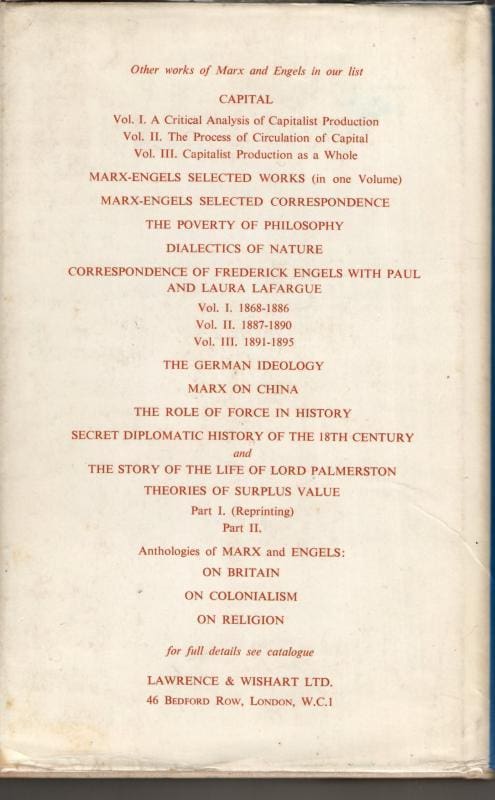 Other works of Marx and Engels in our list
CAPITAL
Vol. I. A Critical Analysis of Capitalist Production
Vol. II. The Process of Circulation of Capital
Vol. III. Capitalist Production as a Whole
MARX-ENGELS SELECTED WORKS (in one Volume)
MARX-ENGELS SELECTED CORRESPONDENCE
THE POVERTY OF PHILOSOPHY
DIALECTICS OF NATURE
CORRESPONDENCE OF FREDERICK ENGELS WITH PAUL
AND LAURA LAFARGUE
Vol. I. 1868-1886
Vol. II. 1887-1890
Vol. III. 1891-1895
THE GERMAN IDEOLOGY
MARX ON CHINA
THE ROLE OF FORCE IN HISTORY
SECRET DIPLOMATIC HISTORY OF THE 18TH CENTURY
and
THE STORY OF THE LIFE OF LORD PALMERSTON
THEORIES OF SURPLUS VALUE
Part I. (Reprinting)
Part II.
Anthologies of MARX and ENGELS:
ON BRITAIN
ON COLONIALISM
ON RELIGION
for full details see catalogue
LAWRENCE & WISHART LTD.
46 BEDFORD ROW, LONDON, W.C.1